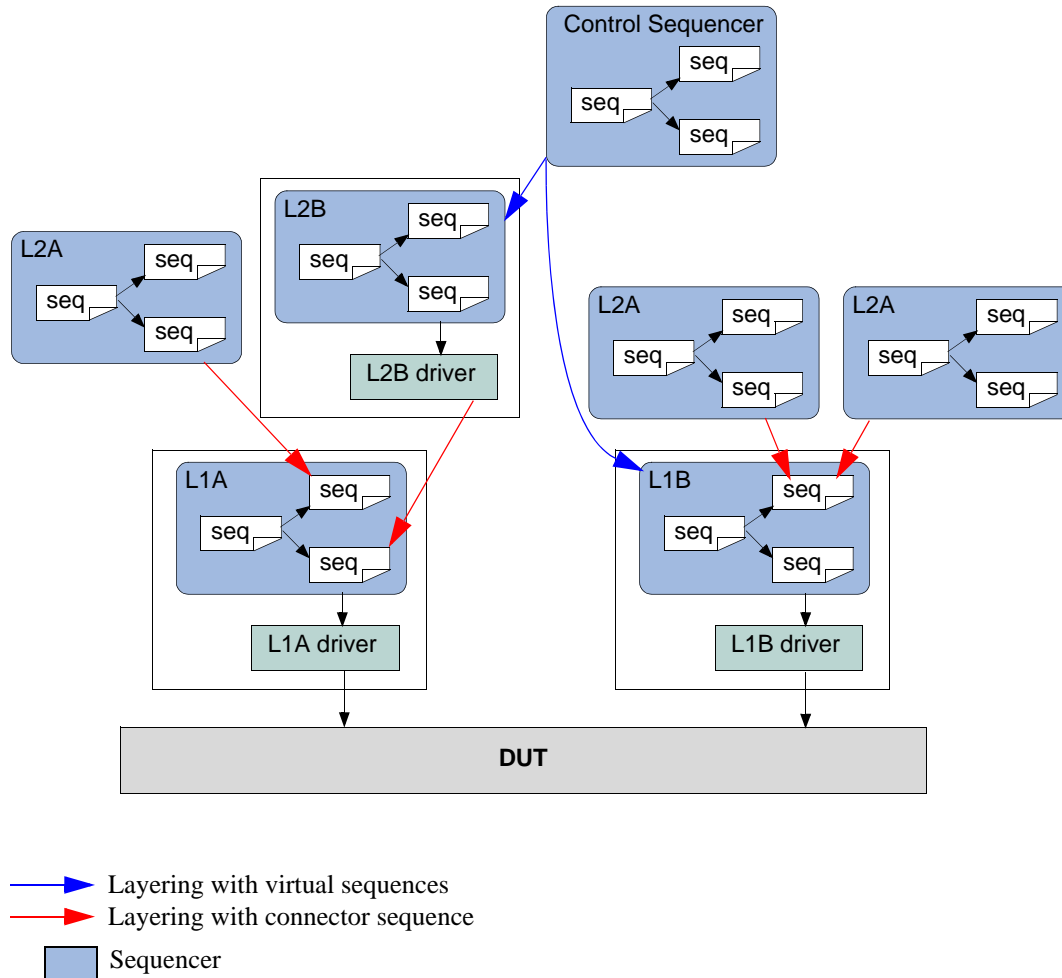 Control Sequencer
seq
seq
seq
L2B
seq
seq
seq
L2B driver
L2A
seq
seq
seq
L2A
seq
seq
seq
L2A
seq
seq
seq
L1A
seq
seq
seq
L1A driver
L1B
seq
seq
seq
L1B driver
DUT
Layering with virtual sequences
Layering with connector sequence
Sequencer